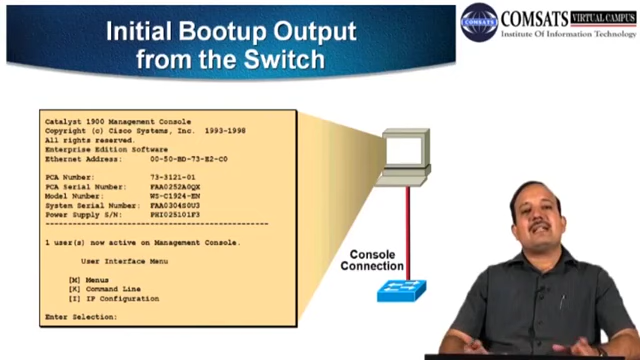 Initial Bootup Output
from the Switch
COMSATS VIRTUAL CAMPUS
Institute Of Information Technology
Catalyst 1900 Management Console
Copyright (c) Cisco Systems, Inc. 1993-1998
All rights reserved.
Enterprise Edition Software
Ethernet Address: 00-50-BD-73-E2-C0
PCA Number: 73-3121-01
PCA Serial Number: FAA0252A0QX
Model Number: WS-C1924-EN
System Serial Number: FAA0304S0U3
Power Supply S/N: PHI025101F3
1 user(s) now active on Management Console.
User Interface Menu
[M] Menus
[K] Command Line
[I] IP Configuration
Enter Selection:
Console
Connection